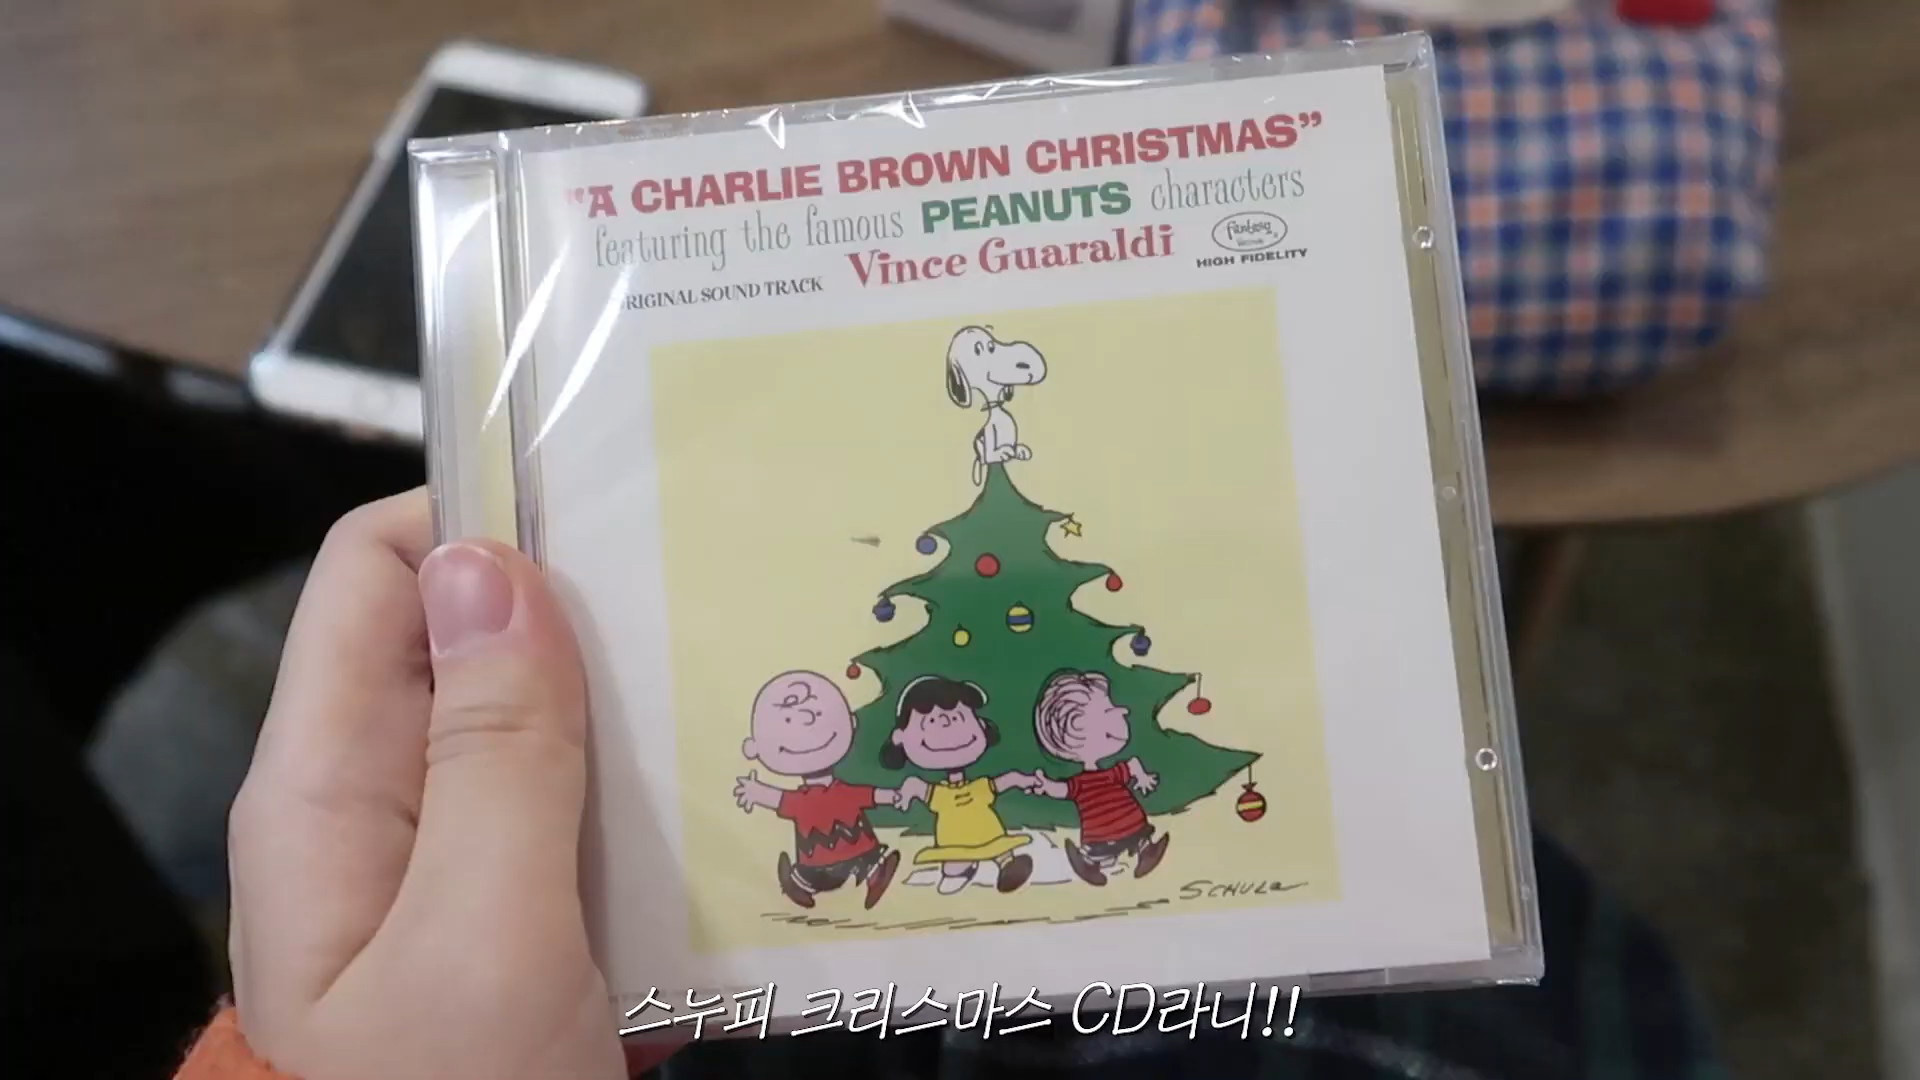 "A CHARLIE BROWN CHRISTMAS"
featuring the famous PEANUTS characters
ORIGINAL SOUND TRACK Vince Guaraldi
fantasy
HIGH FIDELITY
SCHULZ
스누피 크리스마스 CD라니!!